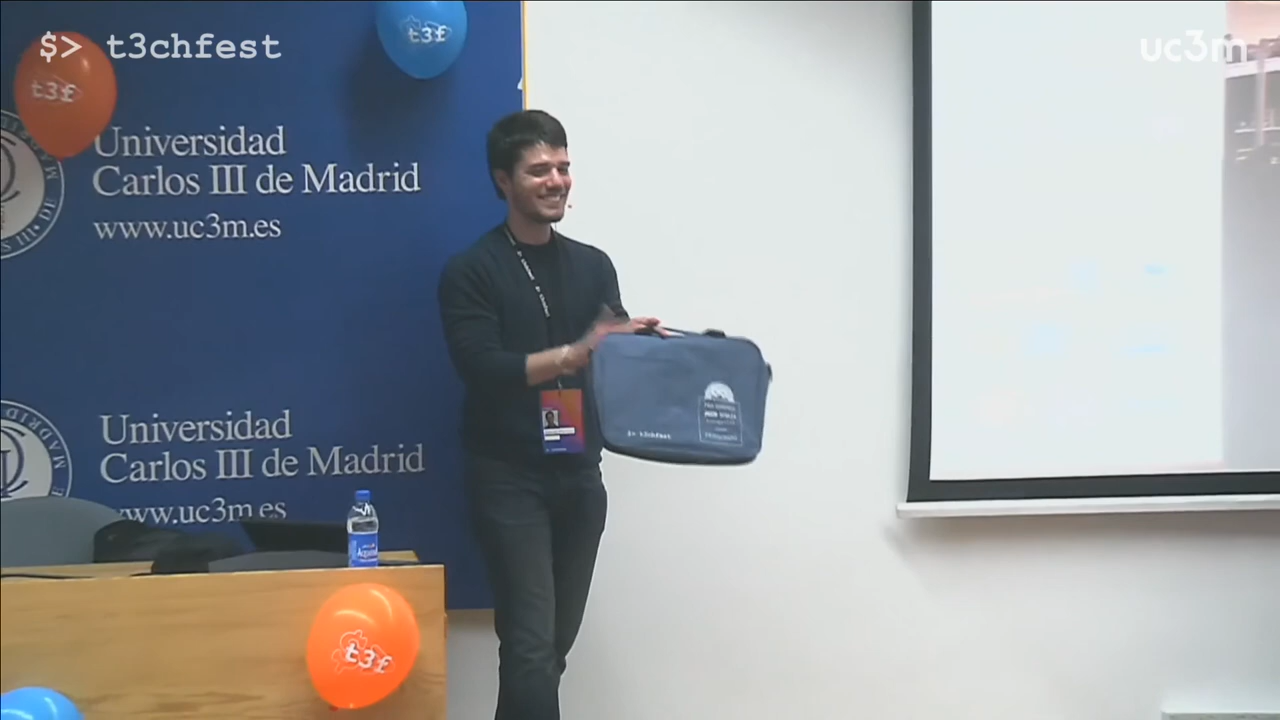 $> t3chfest
uc3m
t3f
t3f
Universidad
Carlos III de Madrid
www.uc3m.es
Universidad
Carlos III de Madrid
www.uc3m.es
$> t3chfest
t3f